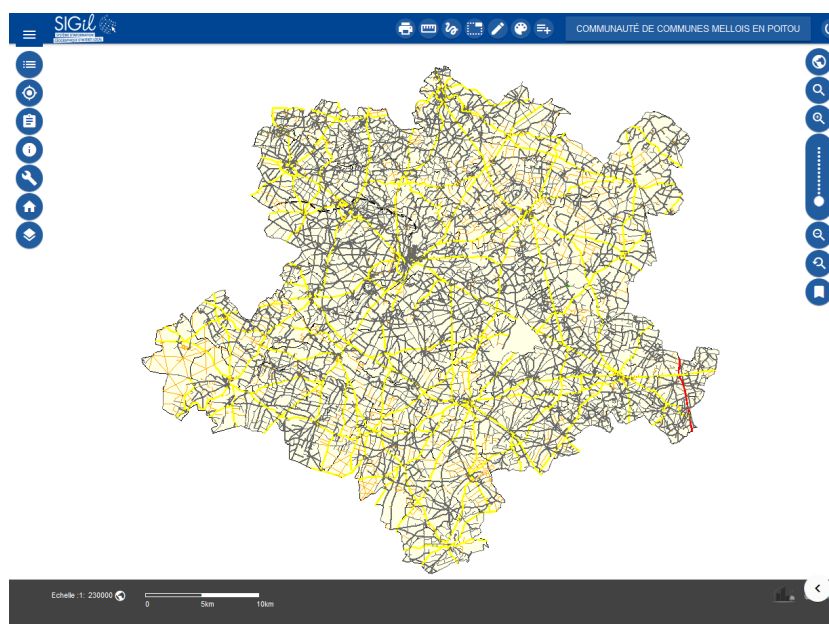 SIGil
COMMUNAUTÉ DE COMMUNES MELLOIS EN POITOU
Echelle :1: 230000
0 5km 10km